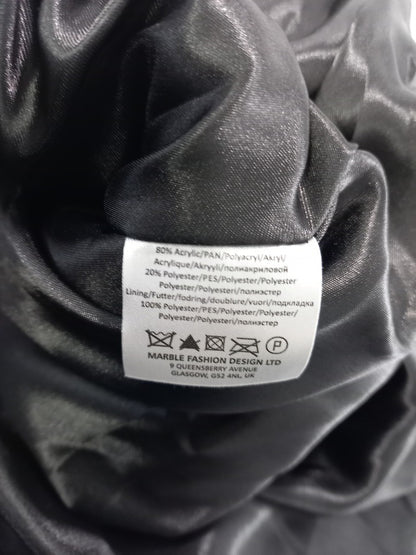 80% Acrylic/PAN/Polyacryl/Akryl/
Acrylique/Akryyli/полиакриловой
20% Polyester/PES/Polyester/Polyester
Polyester/Polyesteri/полиэстер
Lining/Futter/fodring/doublure/vuori/подкладка
100% Polyester/PES/Polyester/Polyester/
Polyester/Polyesteri/полиэстер
P
MARBLE FASHION DESIGN LTD
9 QUEENSBERRY AVENUE
GLASGOW, G52 4NL, UK